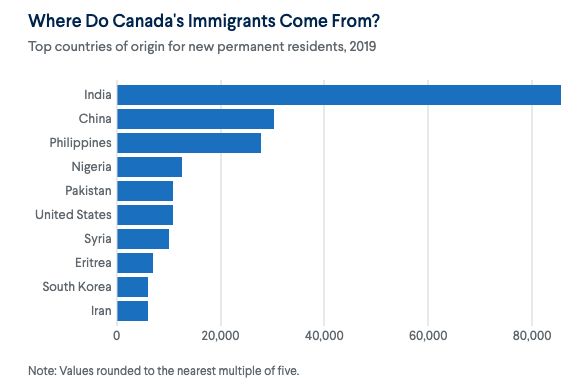 Where Do Canada's Immigrants Come From?
Top countries of origin for new permanent residents, 2019
India
China
Philippines
Nigeria
Pakistan
United States
Syria
Eritrea
South Korea
Iran
0 20,000 40,000 60,000 80,000
Note: Values rounded to the nearest multiple of five.